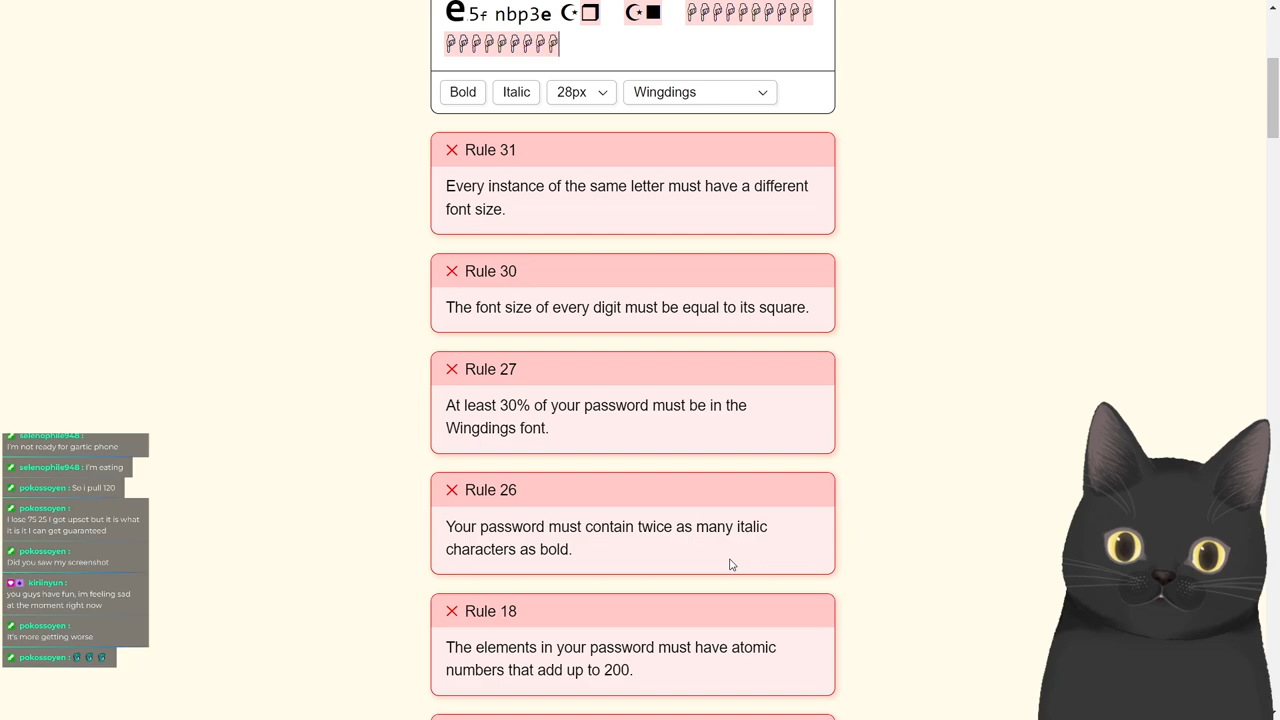 e5f nbp3e
Bold
Italic
28px
Wingdings
Rule 31
Every instance of the same letter must have a different
font size.
Rule 30
The font size of every digit must be equal to its square.
Rule 27
At least 30% of your password must be in the
Wingdings font.
Rule 26
Your password must contain twice as many italic
characters as bold.
Rule 18
The elements in your password must have atomic
numbers that add up to 200.
selenophile948 :
I'm not ready for gartic phone
selenophile948 : I'm eating
pokossoyen : So i pull 120
pokossoyen :
I lose 75 25 I got upset but it is what
it is it I can get guaranteed
pokossoyen :
Did you saw my screenshot
kiriinyun :
you guys have fun, im feeling sad
at the moment right now
pokossoyen :
It's more getting worse
pokossoyen :